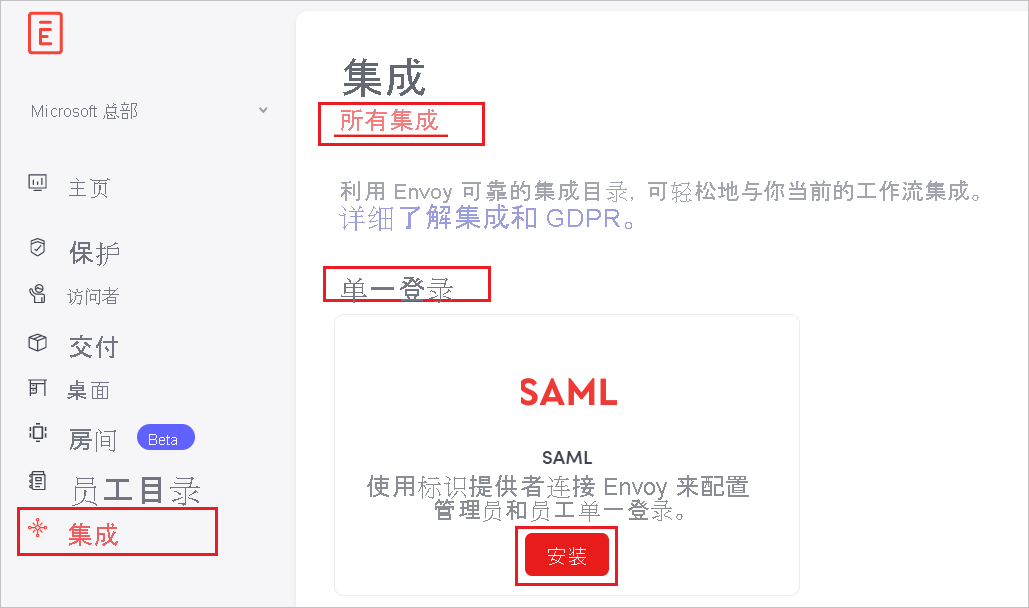 Microsoft 总部
主页
保护
访问者
交付
桌面
房间 Beta
员工目录
集成
集成
所有集成
利用 Envoy 可靠的集成目录, 可轻松地与你当前的工作流集成。
详细了解集成和 GDPR。
单一登录
SAML
SAML
使用标识提供者连接 Envoy 来配置
管理员和员工单一登录。
安装